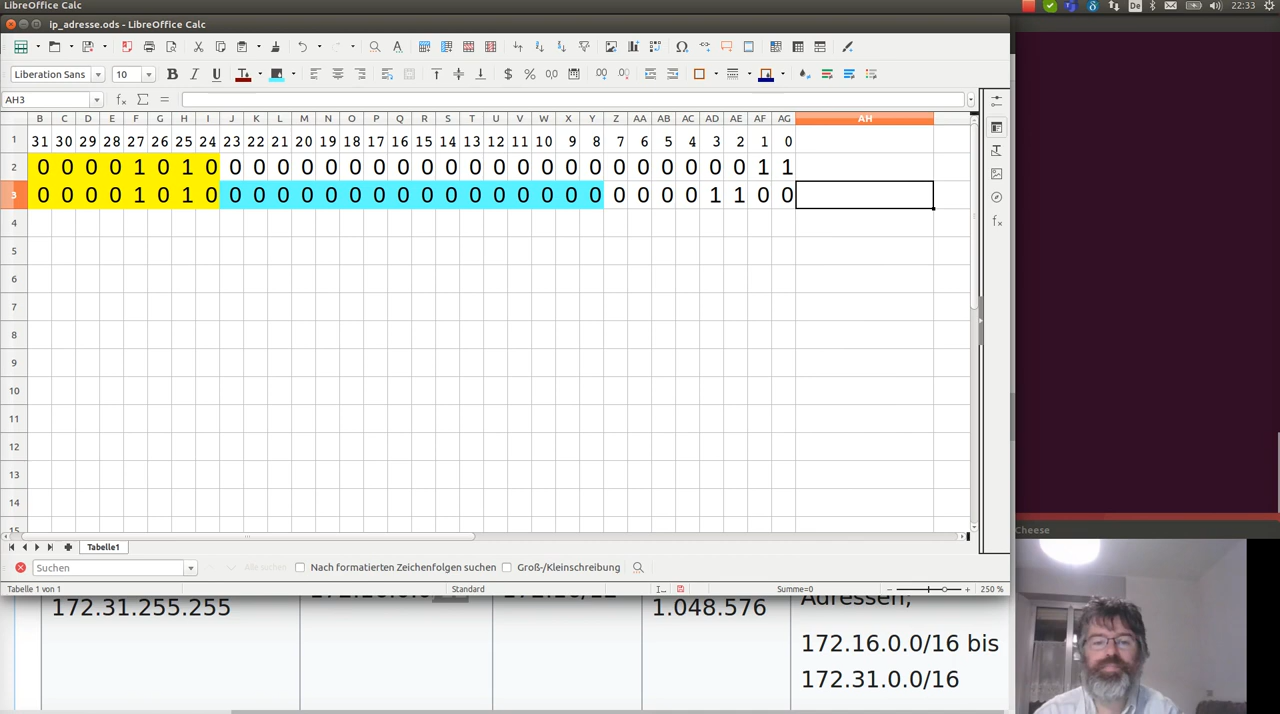 LibreOffice Calc
De 22:33
ip_adresse.ods - LibreOffice Calc
Liberation Sans 10
AH3
B C D E F G H I J K L M N O P Q R S T U V W X Y Z AA AB AC AD AE AF AG AH
1 31 30 29 28 27 26 25 24 23 22 21 20 19 18 17 16 15 14 13 12 11 10 9 8 7 6 5 4 3 2 1 0
2 0 0 0 0 1 0 1 0 0 0 0 0 0 0 0 0 0 0 0 0 0 0 0 0 0 0 0 0 0 0 1 1
3 0 0 0 0 1 0 1 0 0 0 0 0 0 0 0 0 0 0 0 0 0 0 0 0 0 0 0 0 1 1 0 0
4
5
6
7
8
9
10
11
12
13
14
15
Tabelle1
Suchen Alle suchen Nach formatierten Zeichenfolgen suchen Groß-/Kleinschreibung
Tabelle 1 von 1 Standard Summe=0 250 %
Cheese
172.31.255.255
1.048.576
Adressen,
172.16.0.0/16 bis
172.31.0.0/16